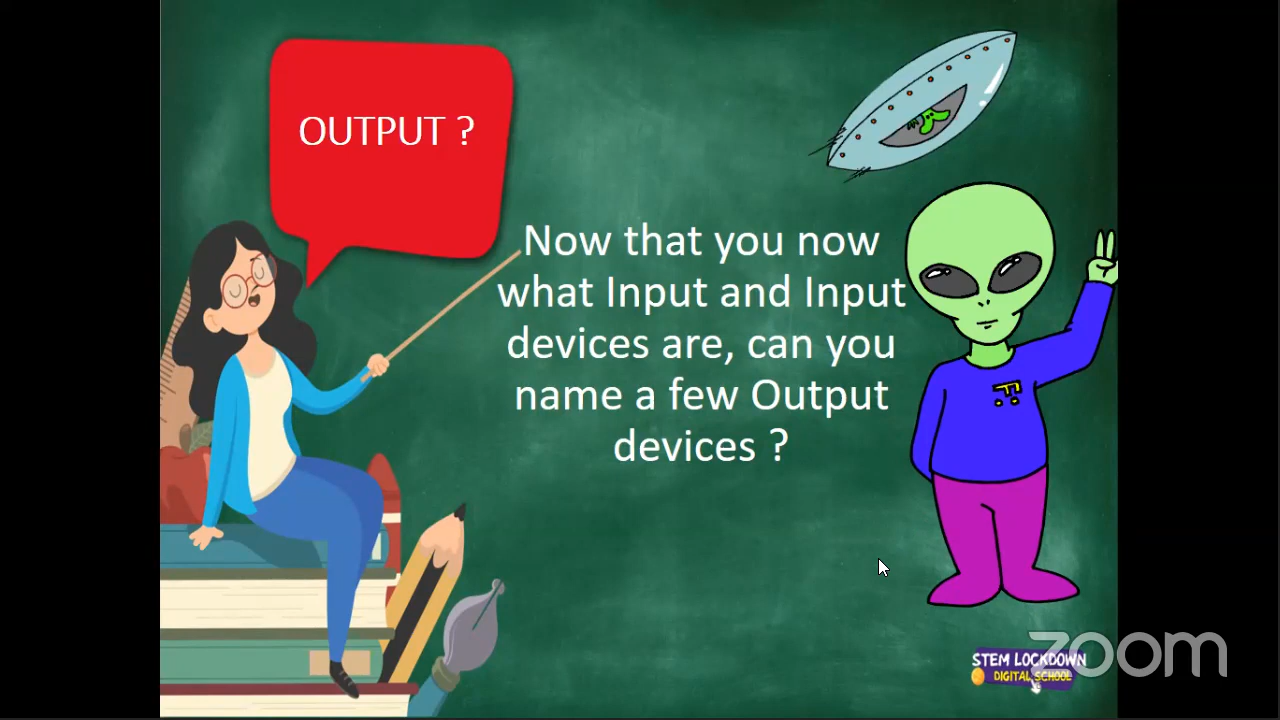 OUTPUT ?
Now that you now
what Input and Input
devices are, can you
name a few Output
devices ?
STEM LOCKDOWN
DIGITAL SCHOOL
zoom